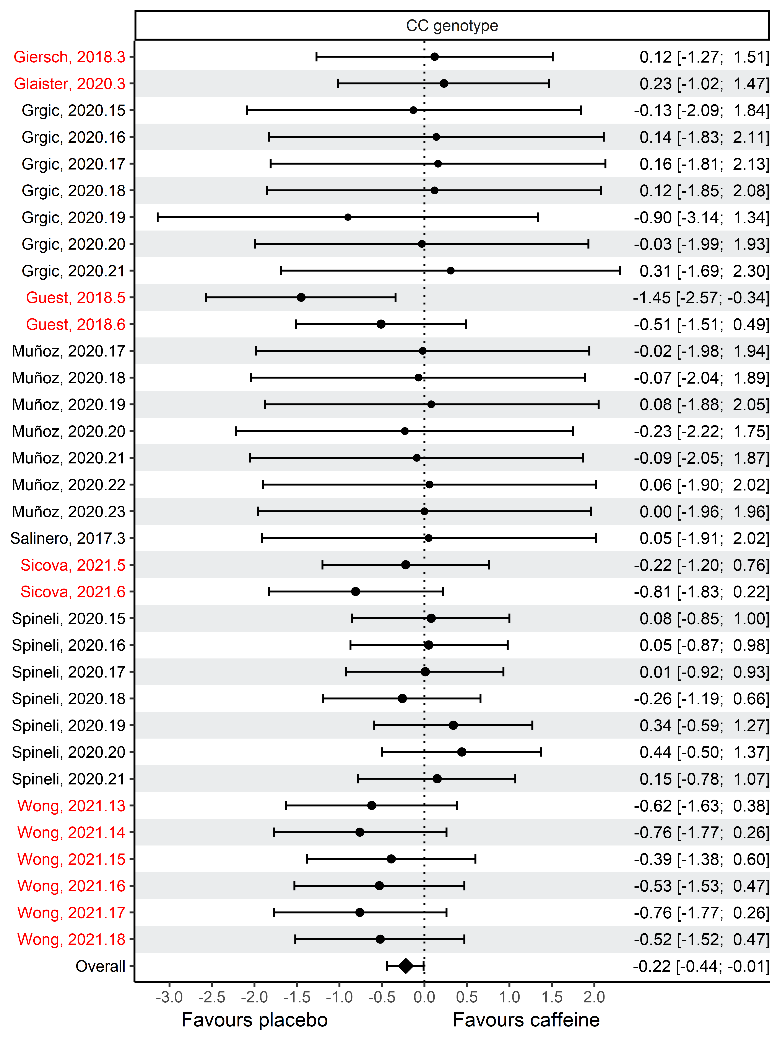 CC genotype
Giersch, 2018.3 0.12 [-1.27; 1.51]
Glaister, 2020.3 0.23 [-1.02; 1.47]
Grgic, 2020.15 -0.13 [-2.09; 1.84]
Grgic, 2020.16 0.14 [-1.83; 2.11]
Grgic, 2020.17 0.16 [-1.81; 2.13]
Grgic, 2020.18 0.12 [-1.85; 2.08]
Grgic, 2020.19 -0.90 [-3.14; 1.34]
Grgic, 2020.20 -0.03 [-1.99; 1.93]
Grgic, 2020.21 0.31 [-1.69; 2.30]
Guest, 2018.5 -1.45 [-2.57; -0.34]
Guest, 2018.6 -0.51 [-1.51; 0.49]
Muñoz, 2020.17 -0.02 [-1.98; 1.94]
Muñoz, 2020.18 -0.07 [-2.04; 1.89]
Muñoz, 2020.19 0.08 [-1.88; 2.05]
Muñoz, 2020.20 -0.23 [-2.22; 1.75]
Muñoz, 2020.21 -0.09 [-2.05; 1.87]
Muñoz, 2020.22 0.06 [-1.90; 2.02]
Muñoz, 2020.23 0.00 [-1.96; 1.96]
Salinero, 2017.3 0.05 [-1.91; 2.02]
Sicova, 2021.5 -0.22 [-1.20; 0.76]
Sicova, 2021.6 -0.81 [-1.83; 0.22]
Spineli, 2020.15 0.08 [-0.85; 1.00]
Spineli, 2020.16 0.05 [-0.87; 0.98]
Spineli, 2020.17 0.01 [-0.92; 0.93]
Spineli, 2020.18 -0.26 [-1.19; 0.66]
Spineli, 2020.19 0.34 [-0.59; 1.27]
Spineli, 2020.20 0.44 [-0.50; 1.37]
Spineli, 2020.21 0.15 [-0.78; 1.07]
Wong, 2021.13 -0.62 [-1.63; 0.38]
Wong, 2021.14 -0.76 [-1.77; 0.26]
Wong, 2021.15 -0.39 [-1.38; 0.60]
Wong, 2021.16 -0.53 [-1.53; 0.47]
Wong, 2021.17 -0.76 [-1.77; 0.26]
Wong, 2021.18 -0.52 [-1.52; 0.47]
Overall -0.22 [-0.44; -0.01]
-3.0 -2.5 -2.0 -1.5 -1.0 -0.5 0.0 0.5 1.0 1.5 2.0
Favours placebo Favours caffeine